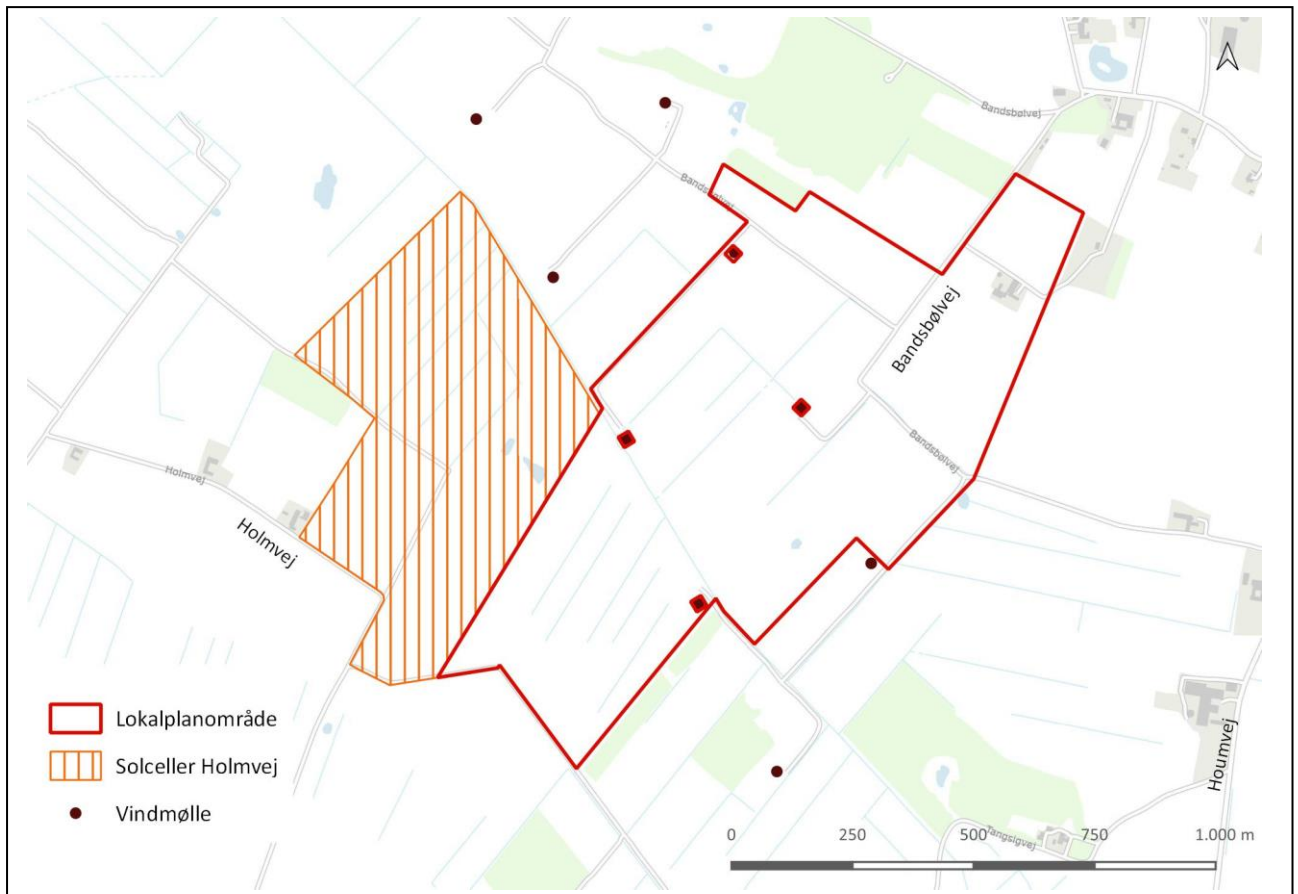 Bandsbølvej
Bandsbølvej
Bandsbølvej
Bandsbølvej
Holmvej
Holmvej
Houmvej
Tangsigvej
Lokalplanområde
Solceller Holmvej
Vindmølle
0 250 500 750 1.000 m